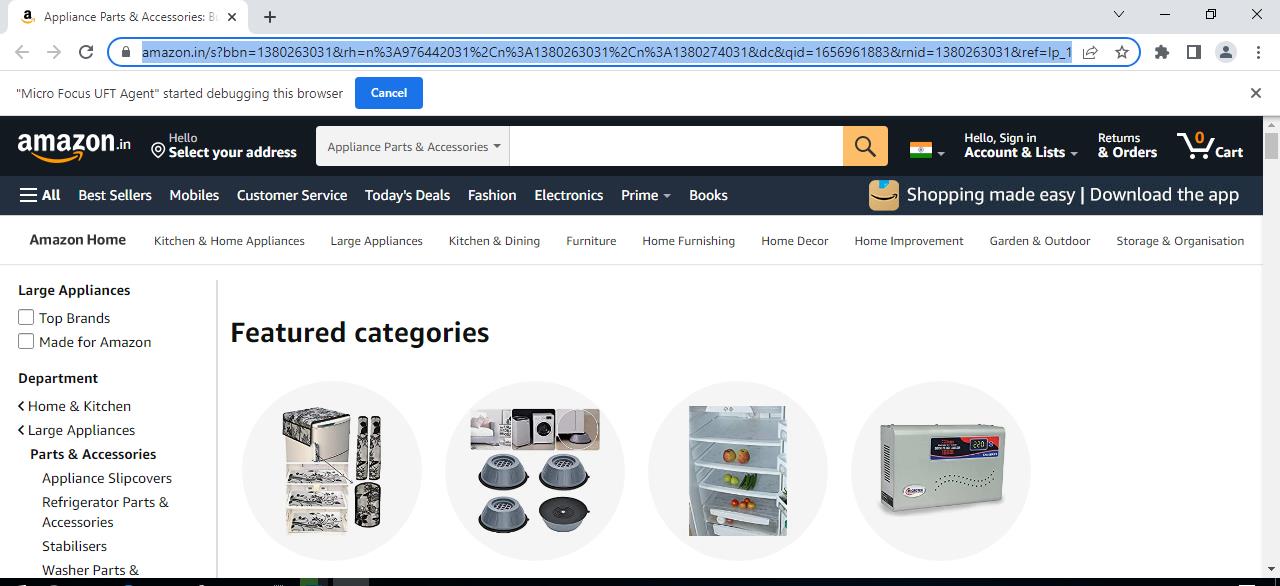 Appliance Parts & Accessories: B
amazon.in/s?bbn=1380263031&rh=n%3A976442031%2Cn%3A1380263031%2Cn%3A1380274031&dc&qid=1656961883&rnid=1380263031&ref=lp_1
"Micro Focus UFT Agent" started debugging this browser
Cancel
amazon.in
Hello
Select your address
Appliance Parts & Accessories
Hello, Sign in
Account & Lists
Returns
& Orders
0
Cart
All Best Sellers Mobiles Customer Service Today's Deals Fashion Electronics Prime Books
Shopping made easy | Download the app
Amazon Home Kitchen & Home Appliances Large Appliances Kitchen & Dining Furniture Home Furnishing Home Decor Home Improvement Garden & Outdoor Storage & Organisation
Large Appliances
Top Brands
Made for Amazon
Department
Home & Kitchen
Large Appliances
Parts & Accessories
Appliance Slipcovers
Refrigerator Parts &
Accessories
Stabilisers
Washer Parts &
Featured categories
220